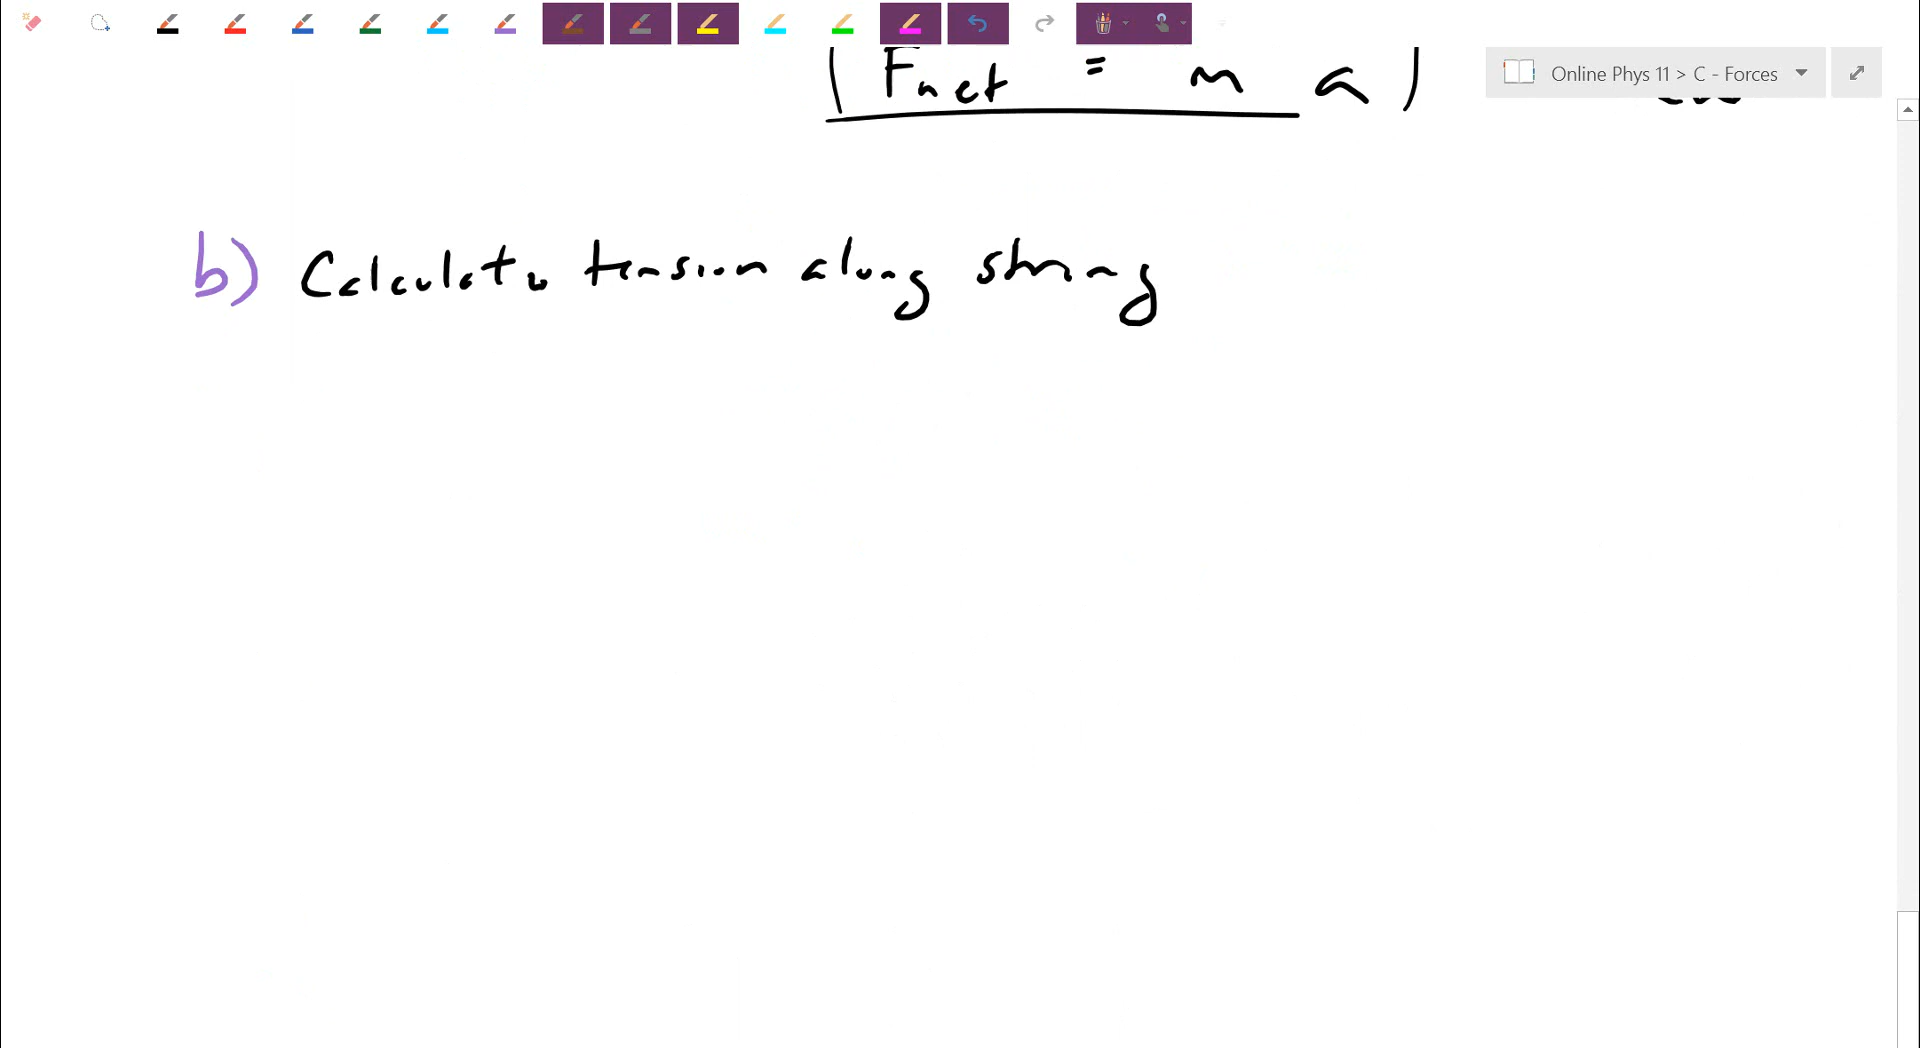 ( Fnet = m a )
Online Phys 11 > C - Forces
b) Calculate tension along string